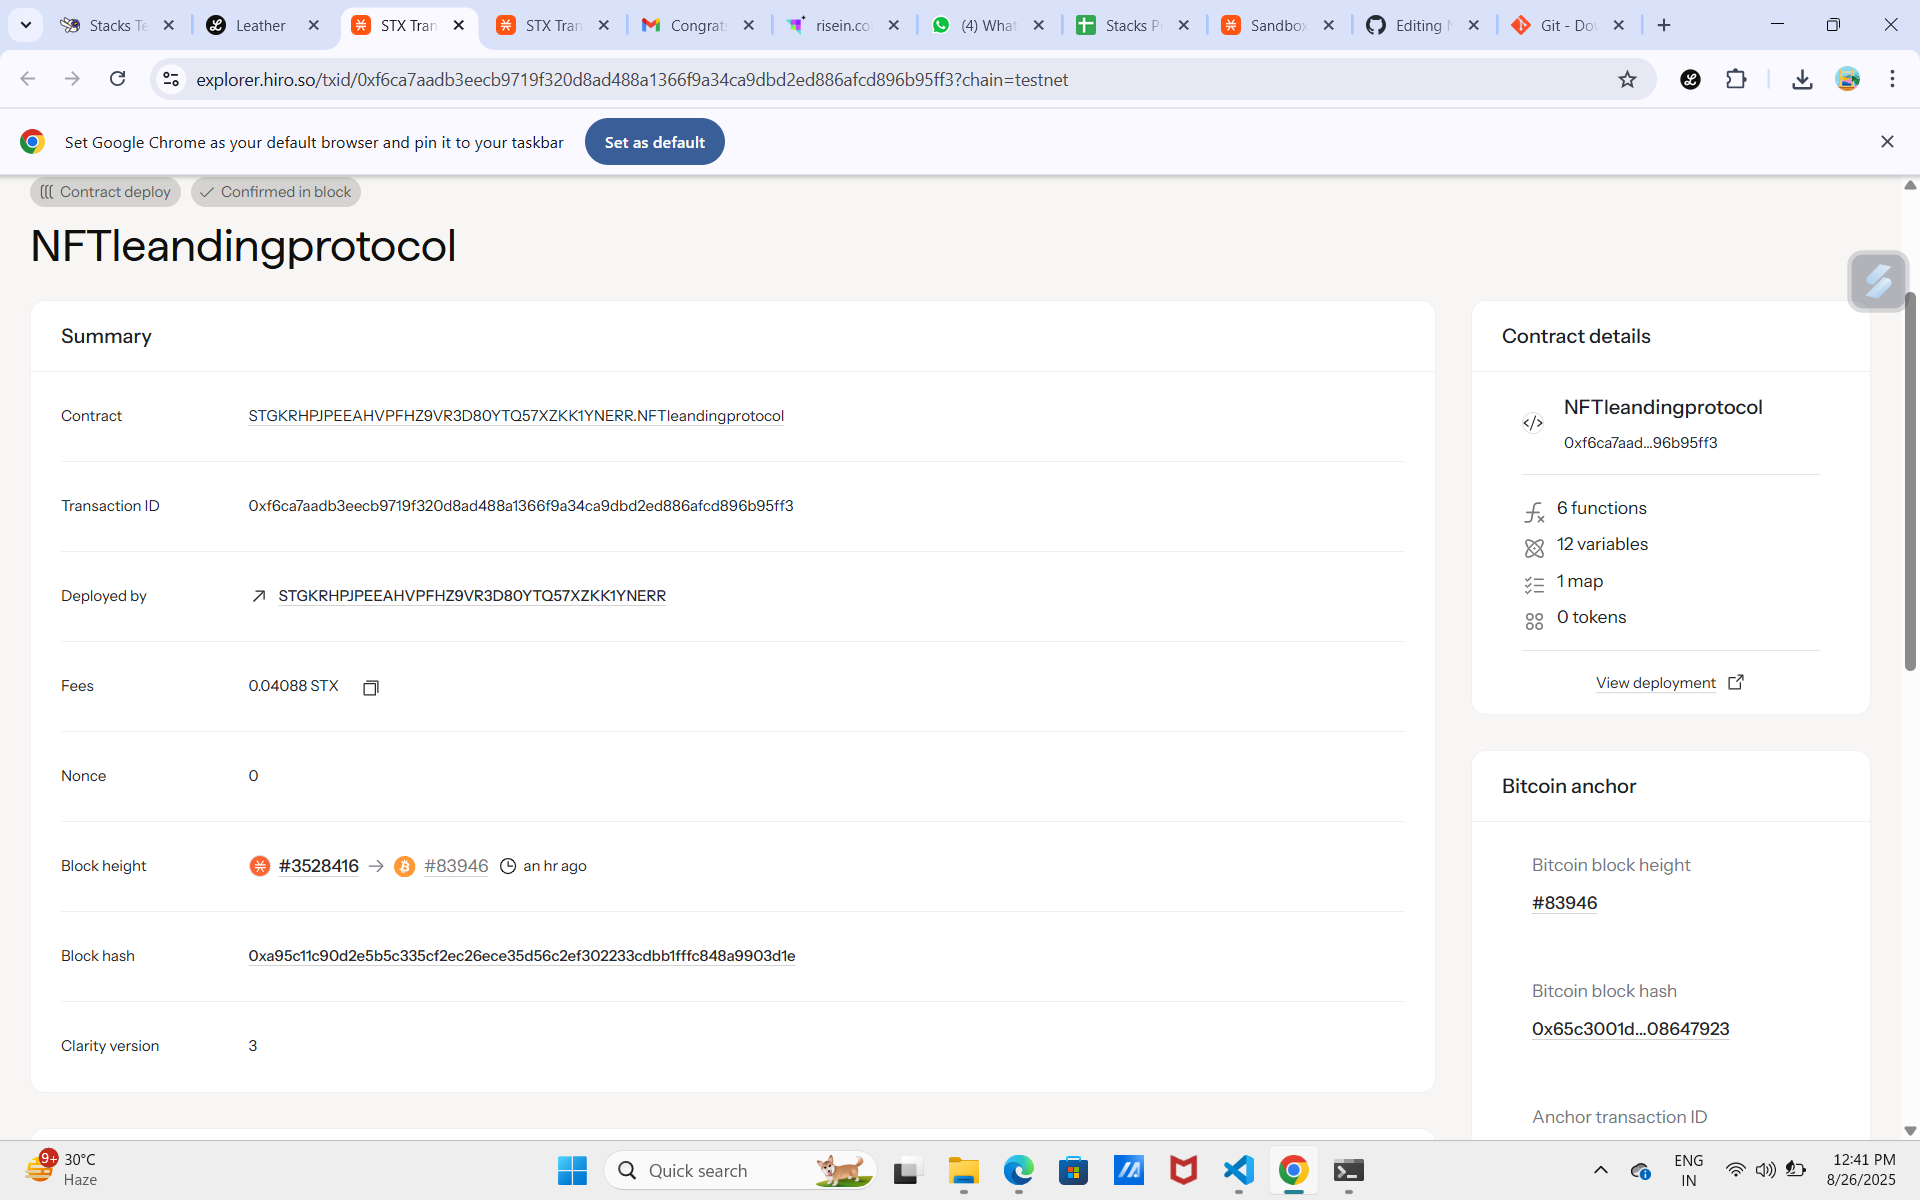 Stacks Te
Leather
STX Tran
STX Tran
Congrat
risein.co
(4) What
Stacks P
Sandbox
Editing N
Git - Do
explorer.hiro.so/txid/0xf6ca7aadb3eecb9719f320d8ad488a1366f9a34ca9dbd2ed886afcd896b95ff3?chain=testnet
Set Google Chrome as your default browser and pin it to your taskbar
Set as default
Contract deploy
Confirmed in block
NFTleandingprotocol
Summary
Contract
STGKRHPJPEEAHVPFHZ9VR3D80YTQ57XZKK1YNERR.NFTleandingprotocol
Transaction ID
0xf6ca7aadb3eecb9719f320d8ad488a1366f9a34ca9dbd2ed886afcd896b95ff3
Deployed by
STGKRHPJPEEAHVPFHZ9VR3D80YTQ57XZKK1YNERR
Fees
0.04088 STX
Nonce
0
Block height
#3528416
#83946
an hr ago
Block hash
0xa95c11c90d2e5b5c335cf2ec26ece35d56c2ef302233cdbb1fffc848a9903d1e
Clarity version
3
Contract details
NFTleandingprotocol
0xf6ca7aad...96b95ff3
6 functions
12 variables
1 map
0 tokens
View deployment
Bitcoin anchor
Bitcoin block height
#83946
Bitcoin block hash
0x65c3001d...08647923
Anchor transaction ID
9+
30°C
Haze
Quick search
ENG
IN
12:41 PM
8/26/2025